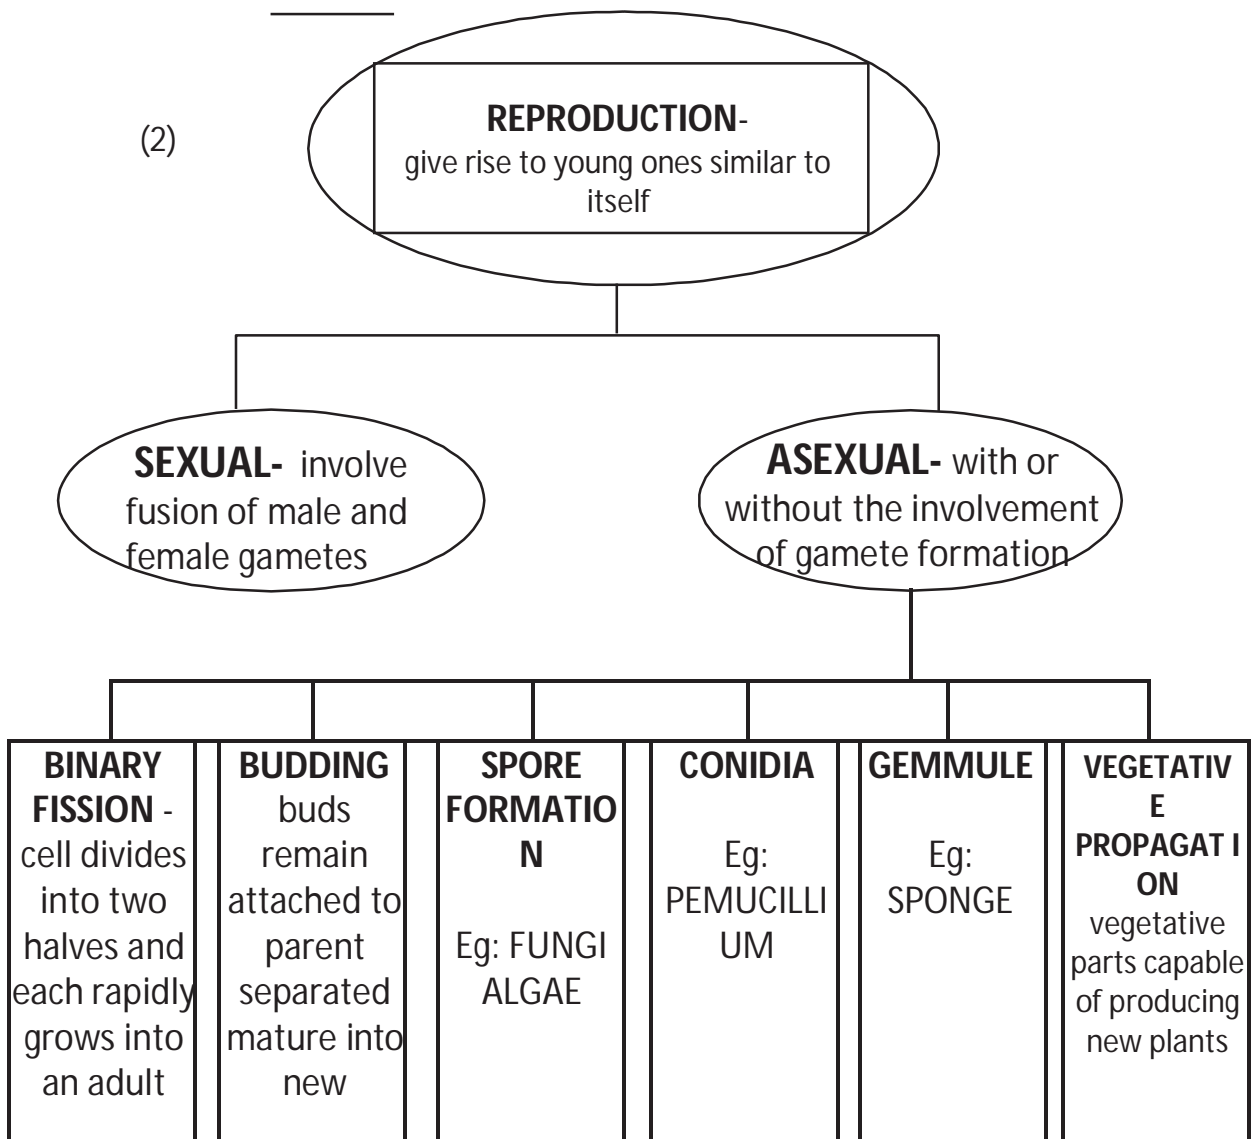 (2)
REPRODUCTION-
give rise to young ones similar to
itself
SEXUAL- involve
fusion of male and
female gametes
ASEXUAL- with or
without the involvement
of gamete formation
BINARY
FISSION -
cell divides
into two
halves and
each rapidly
grows into
an adult
BUDDING
buds
remain
attached to
parent
separated
mature into
new
SPORE
FORMATIO
N
Eg: FUNGI
ALGAE
CONIDIA
Eg:
PEMUCILLI
UM
GEMMULE
Eg:
SPONGE
VEGETATIV
E
PROPAGAT I
ON
vegetative
parts capable
of producing
new plants